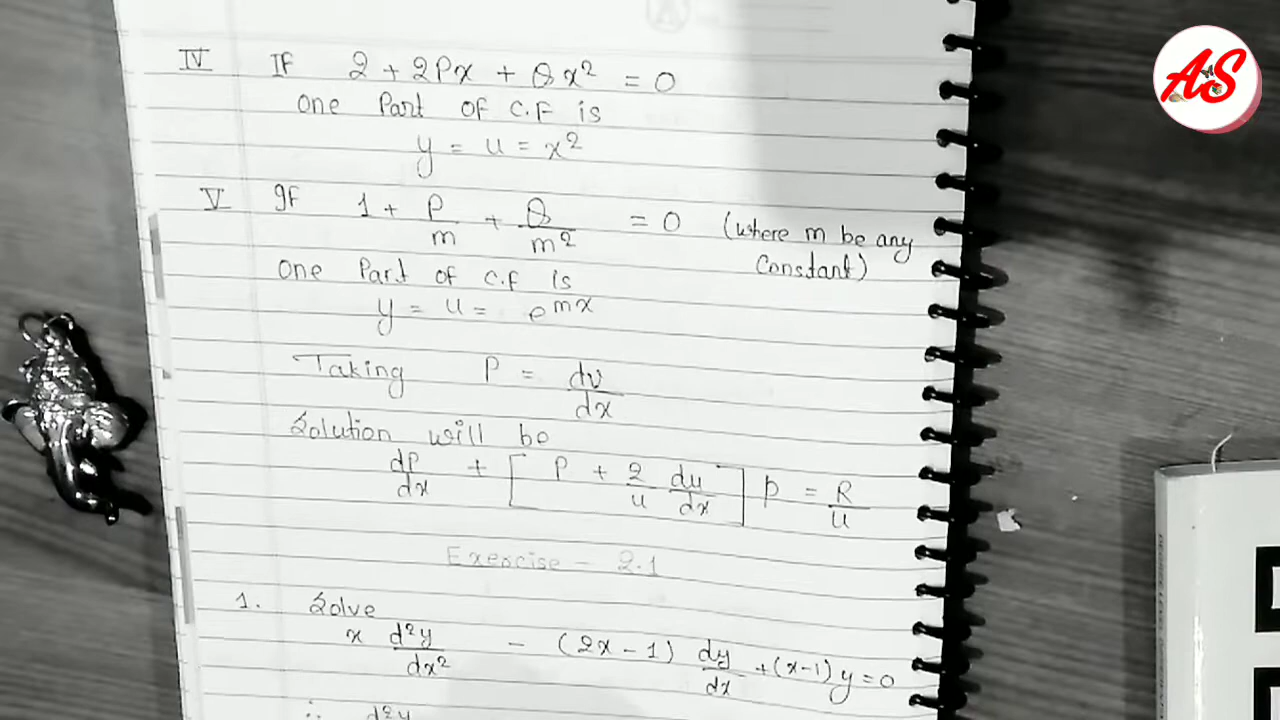 IV If 2 + 2Px + Qx² = 0
One Part of C.F is
y = u = x²
V If 1 + P/m + Q/m² = 0 (where m be any Constant)
One Part of C.F is
y = u = e^mx
Taking P = dv/dx
Solution will be
dp/dx + [P + 2/u du/dx] p = R/u
Exercise - 2.1
1. Solve
x d²y/dx² - (2x - 1) dy/dx + (x-1) y = 0
∴ d²y
AS